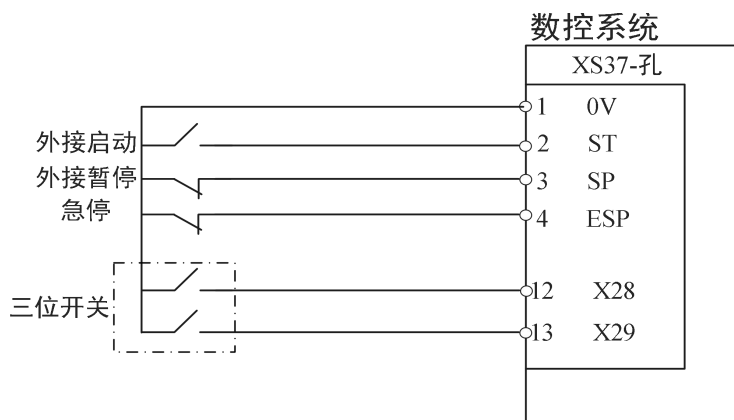 数控系统
XS37-孔
1 0V
外接启动 2 ST
外接暂停 3 SP
急停 4 ESP
12 X28
三位开关
13 X29